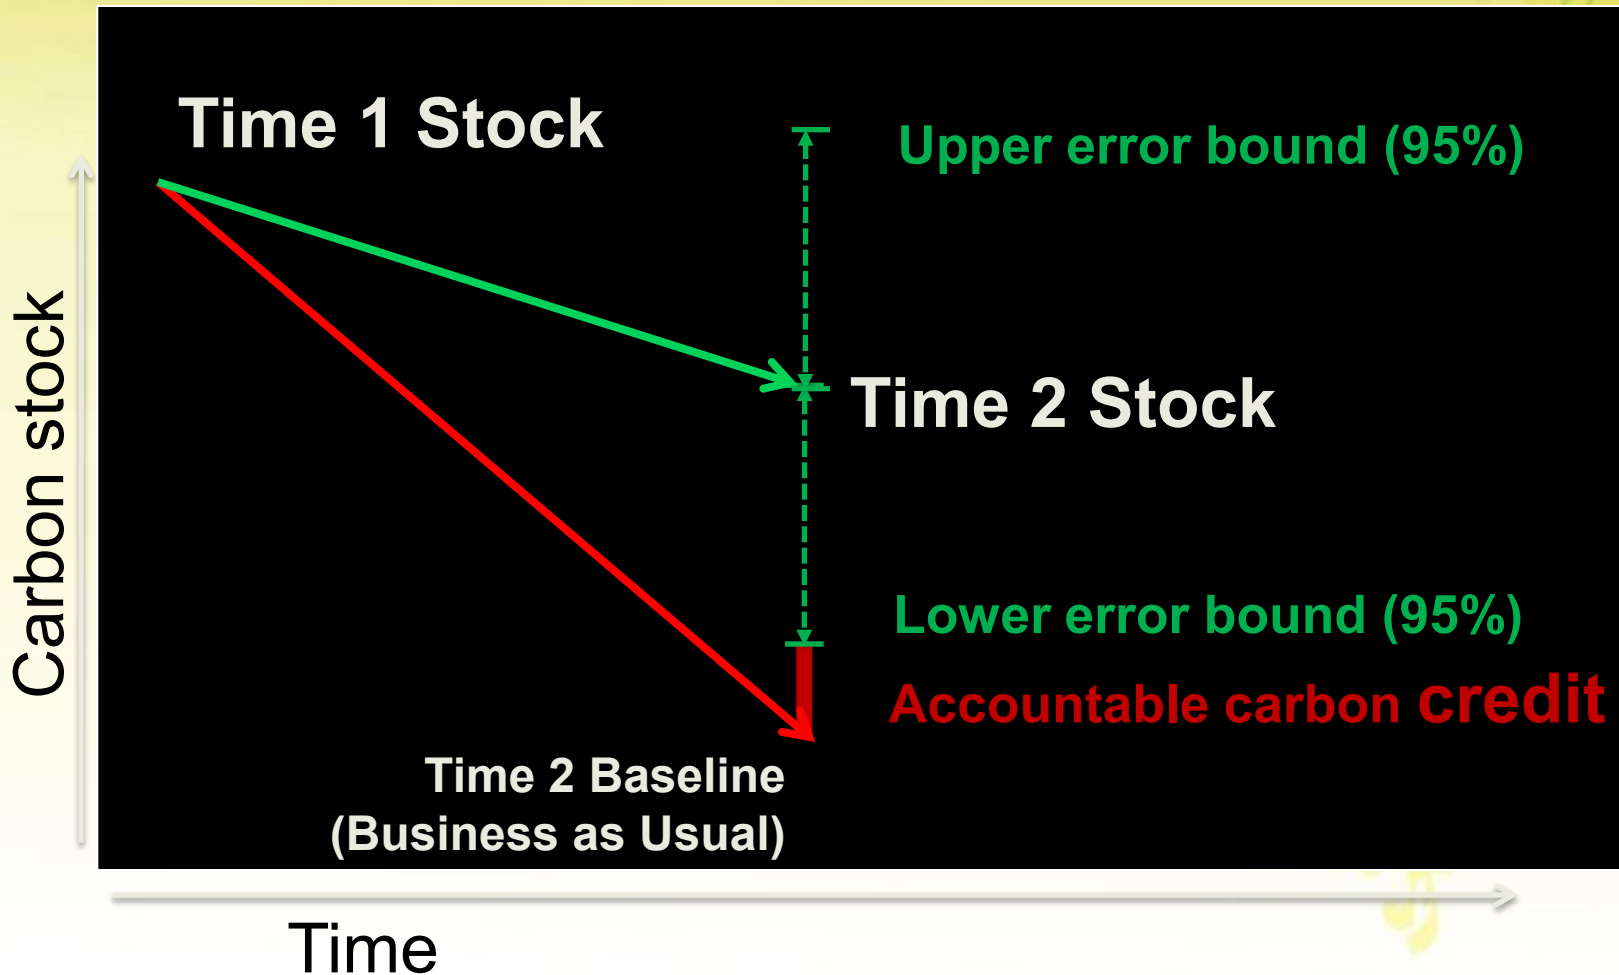 Time 1 Stock
Upper error bound (95%)
Carbon stock
Time 2 Stock
Lower error bound (95%)
Accountable carbon credit
Time 2 Baseline
(Business as Usual)
Time